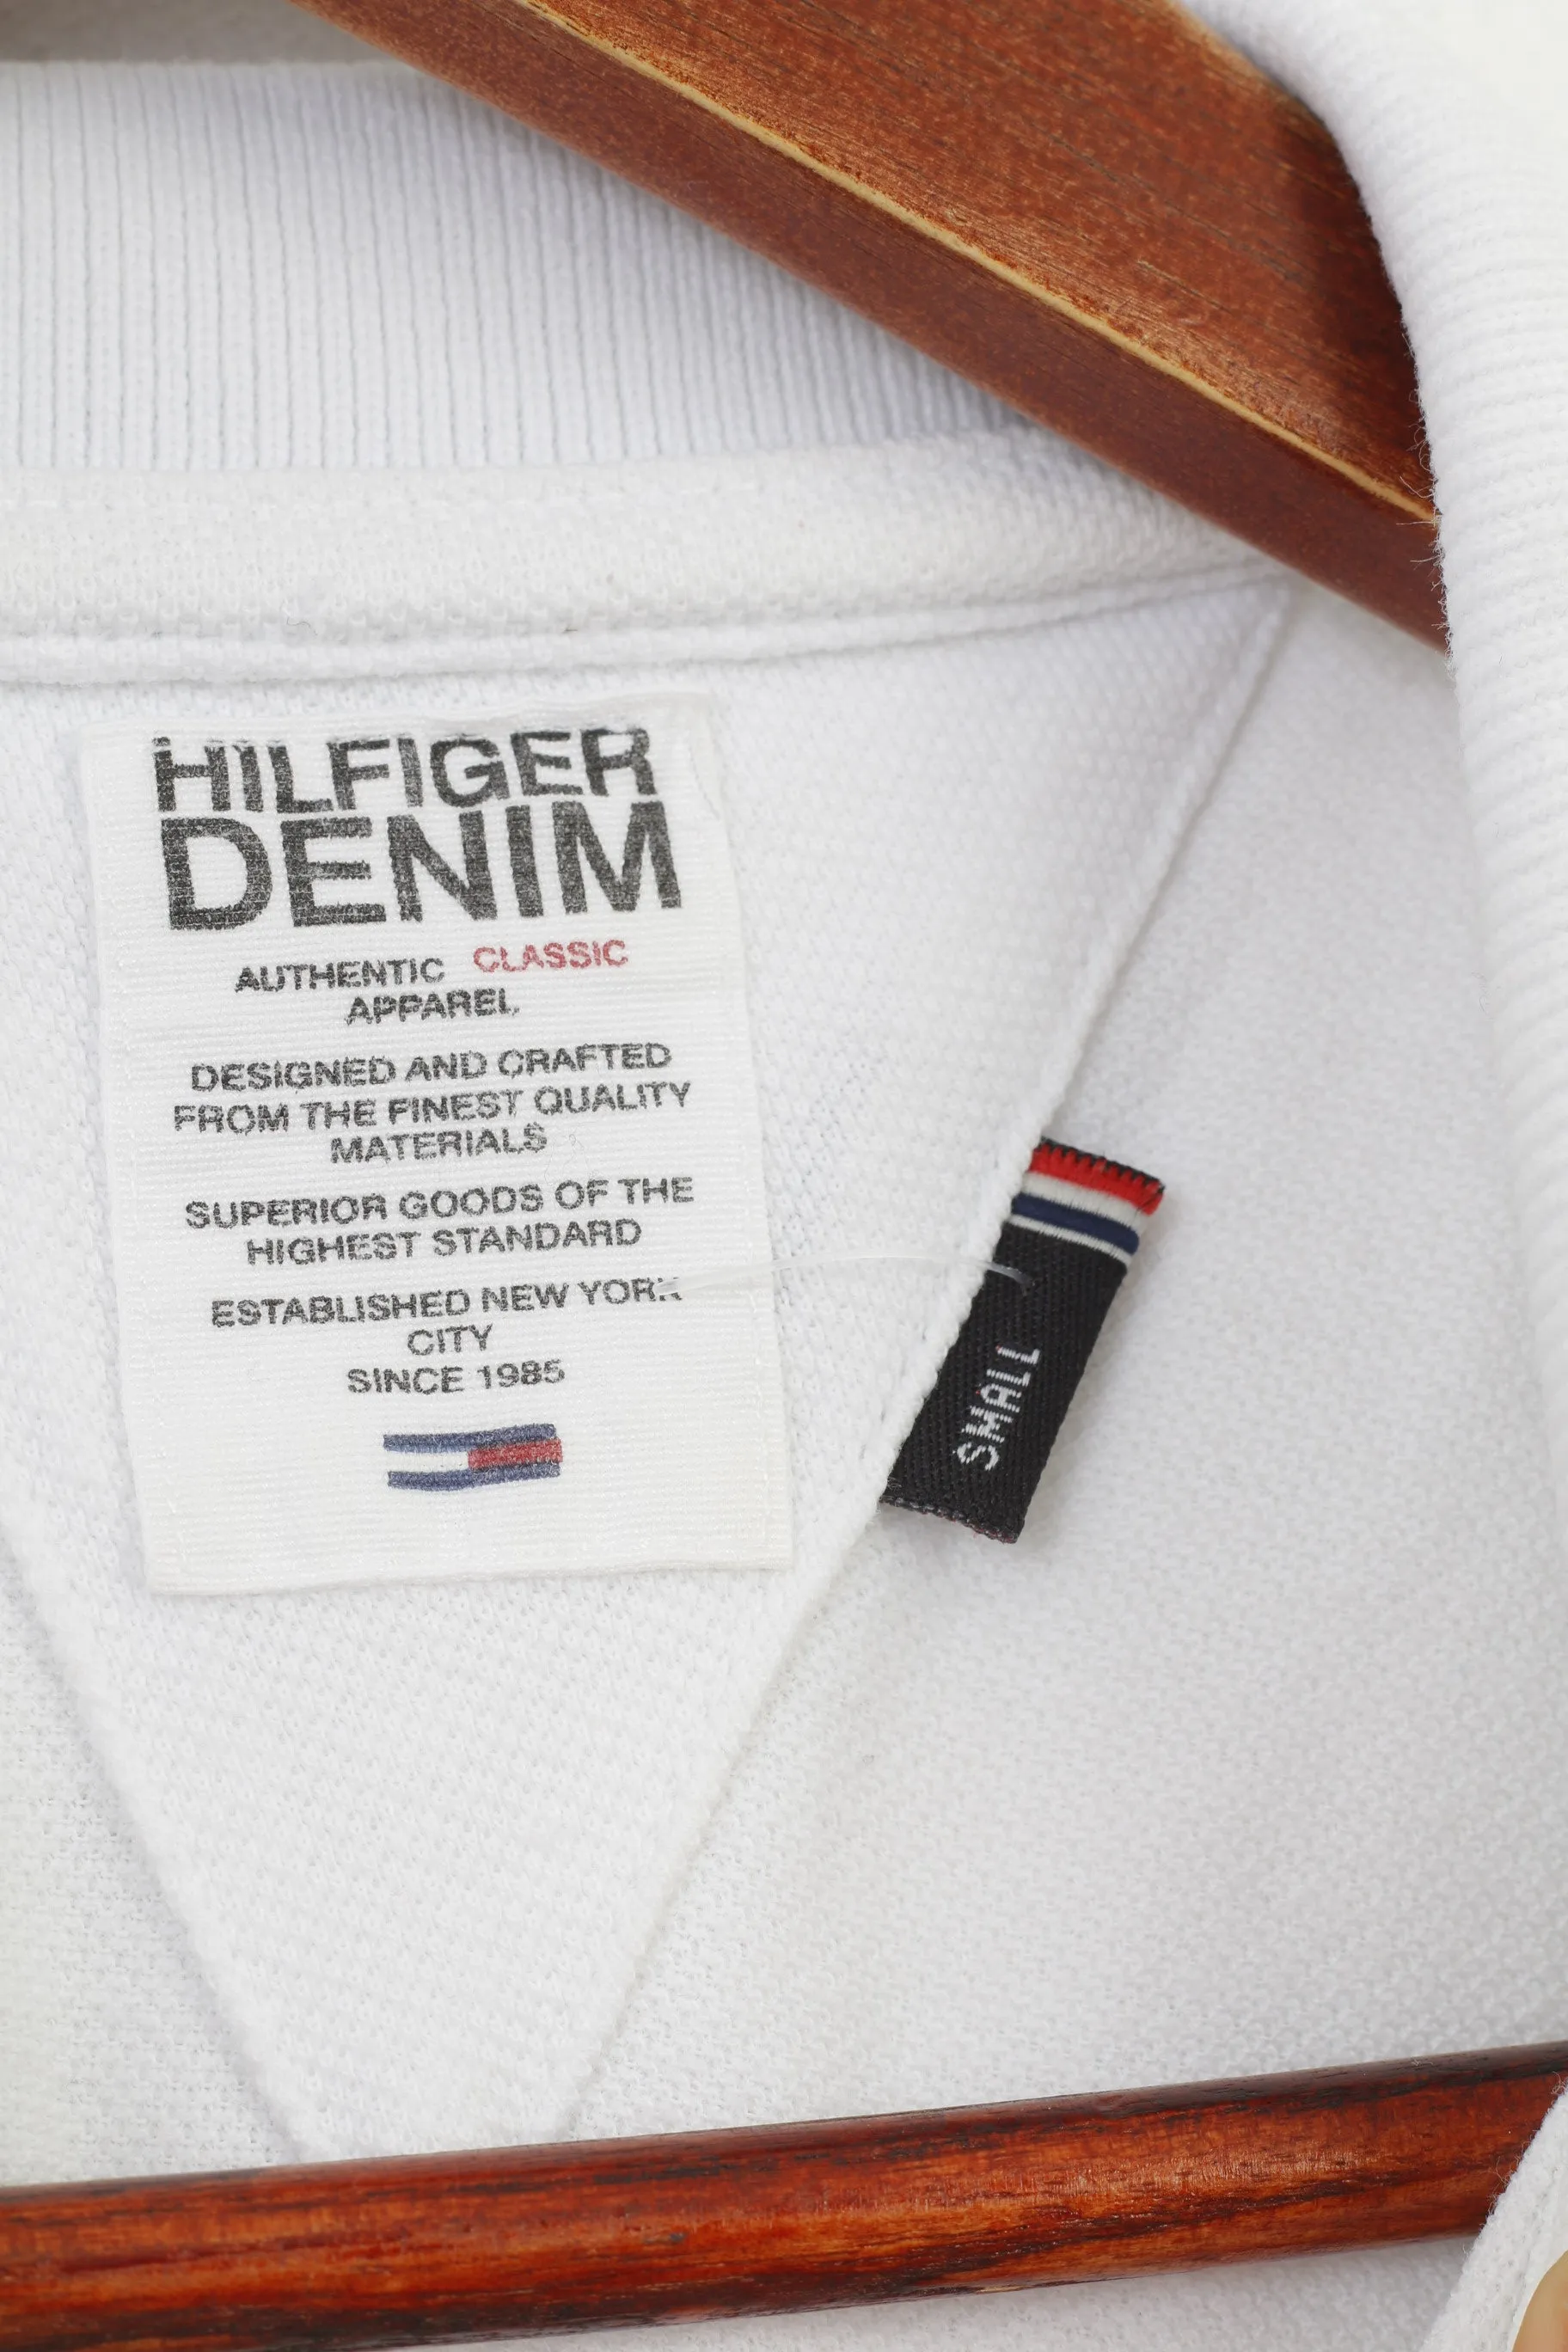 HILFIGER
DENIM
AUTHENTIC CLASSIC
APPAREL
DESIGNED AND CRAFTED
FROM THE FINEST QUALITY
MATERIALS
SUPERIOR GOODS OF THE
HIGHEST STANDARD
ESTABLISHED NEW YORK
CITY
SINCE 1985
SMALL